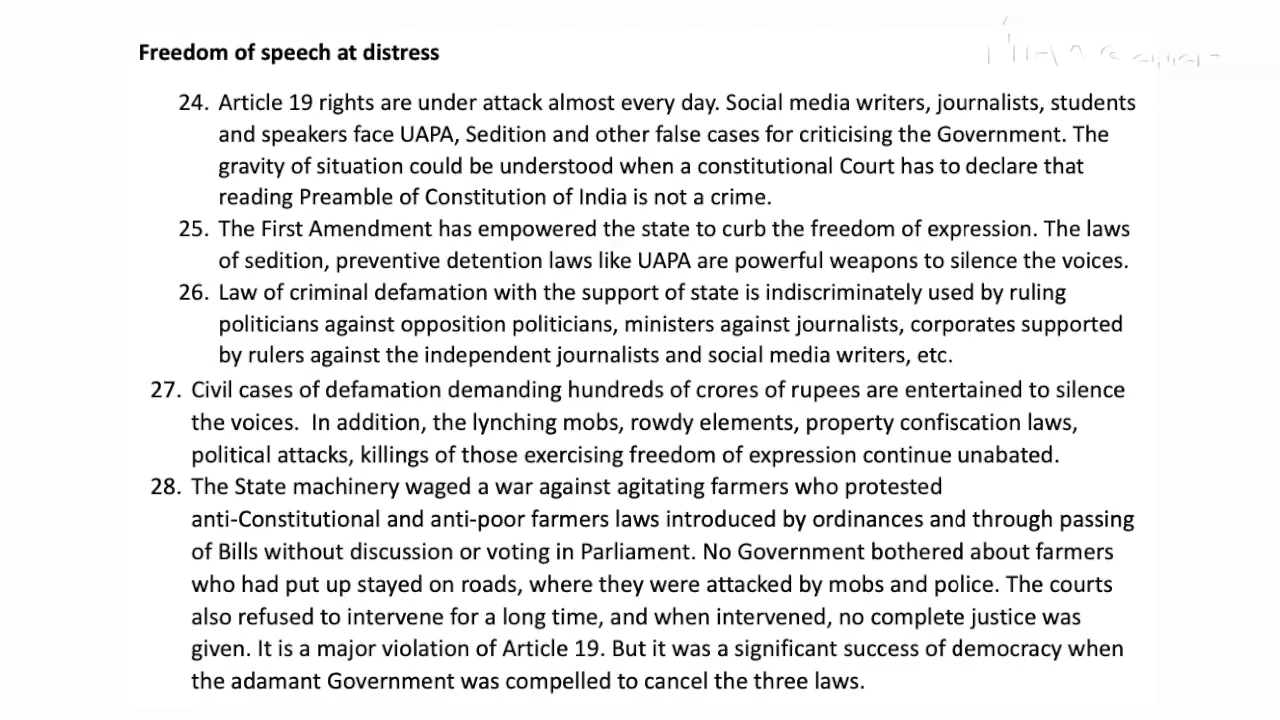 Freedom of speech at distress
24. Article 19 rights are under attack almost every day. Social media writers, journalists, students
and speakers face UAPA, Sedition and other false cases for criticising the Government. The
gravity of situation could be understood when a constitutional Court has to declare that
reading Preamble of Constitution of India is not a crime.
25. The First Amendment has empowered the state to curb the freedom of expression. The laws
of sedition, preventive detention laws like UAPA are powerful weapons to silence the voices.
26. Law of criminal defamation with the support of state is indiscriminately used by ruling
politicians against opposition politicians, ministers against journalists, corporates supported
by rulers against the independent journalists and social media writers, etc.
27. Civil cases of defamation demanding hundreds of crores of rupees are entertained to silence
the voices. In addition, the lynching mobs, rowdy elements, property confiscation laws,
political attacks, killings of those exercising freedom of expression continue unabated.
28. The State machinery waged a war against agitating farmers who protested
anti-Constitutional and anti-poor farmers laws introduced by ordinances and through passing
of Bills without discussion or voting in Parliament. No Government bothered about farmers
who had put up stayed on roads, where they were attacked by mobs and police. The courts
also refused to intervene for a long time, and when intervened, no complete justice was
given. It is a major violation of Article 19. But it was a significant success of democracy when
the adamant Government was compelled to cancel the three laws.